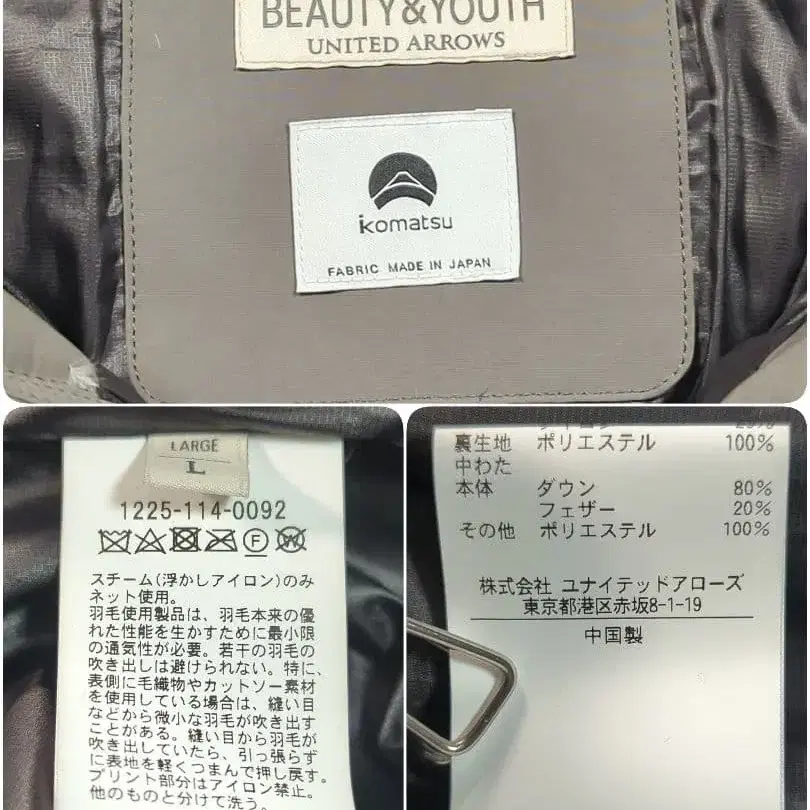 BEAUTY&YOUTH
UNITED ARROWS
komatsu
FABRIC MADE IN JAPAN
LARGE
L
1225-114-0092
P W
スチーム(浮かしアイロン)のみ
ネット使用。
羽毛使用製品は、羽毛本来の優
れた性能を生かすために最小限
の通気性が必要。若干の羽毛の
吹き出しは避けられない。特に、
表側に毛織物やカットソー素材
を使用している場合は、縫い目
などから微小な羽毛が吹き出す
ことがある。縫い目から羽毛が
吹き出していたら、引っ張らず
に表地を軽くつまんで押し戻す。
プリント部分はアイロン禁止。
他のものと分けて洗う。
裏生地 ポリエステル 100%
中わた
本体 ダウン 80%
フェザー 20%
その他 ポリエステル 100%
株式会社 ユナイテッドアローズ
東京都港区赤坂8-1-19
中国製